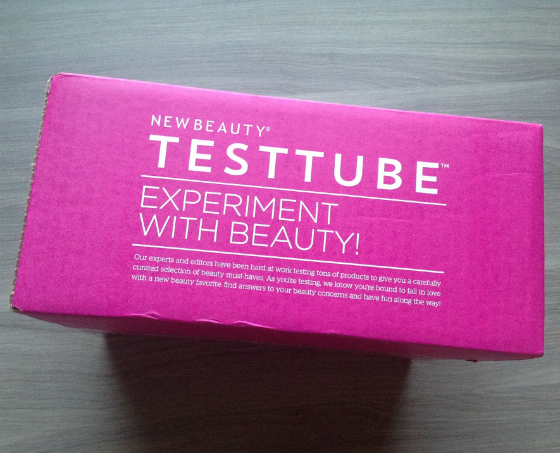 NEWBEAUTY®
TESTTUBE™
EXPERIMENT
WITH BEAUTY!
Our experts and editors have been hard at work testing tons of products to give you a carefully
curated selection of beauty must-haves. As you're testing, we know you're bound to fall in love
with a new beauty favorite, find answers to your beauty concerns and have fun along the way!